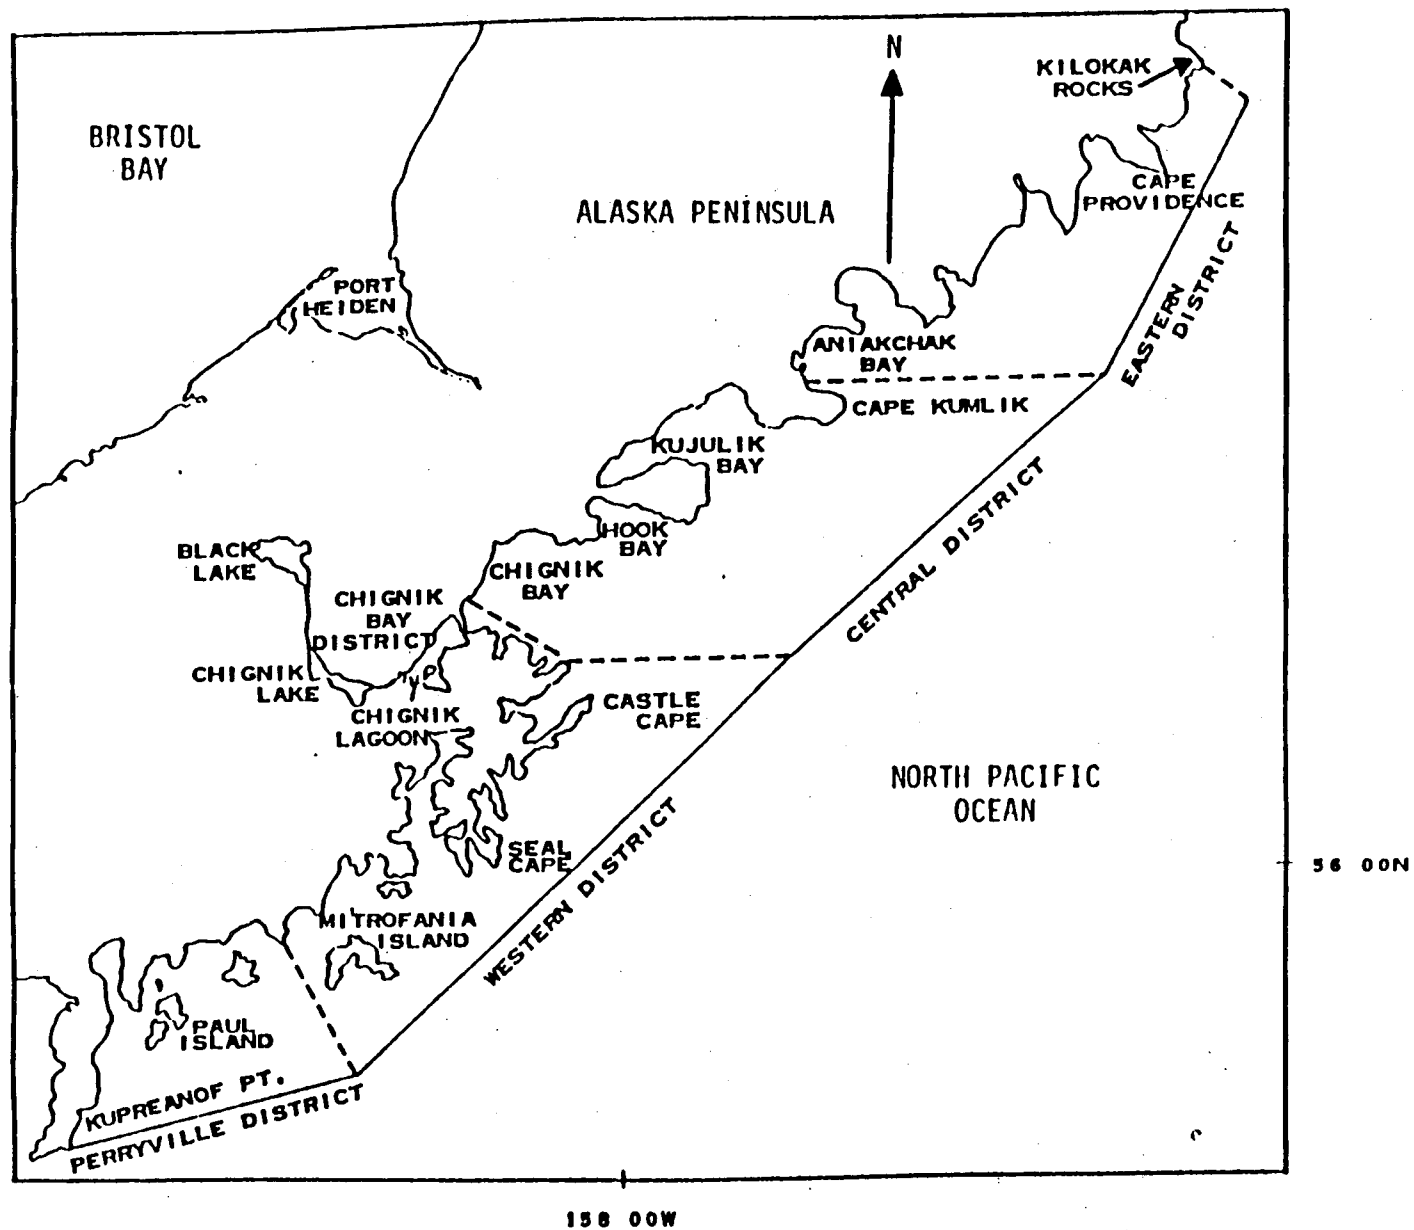 N
KILOKAK
ROCKS
BRISTOL
BAY
CAPE
PROVIDENCE
ALASKA PENINSULA
PORT
HEIDEN
EASTERN
DISTRICT
ANIAKCHAK
BAY
CAPE KUMLIK
KUJULIK
BAY
CENTRAL DISTRICT
HOOK
BAY
BLACK
LAKE
CHIGNIK
BAY
CHIGNIK
BAY
DISTRICT
CHIGNIK
LAKE
CASTLE
CAPE
CHIGNIK
LAGOON
NORTH PACIFIC
OCEAN
SEAL
CAPE
56 00N
WESTERN DISTRICT
MITROFANIA
ISLAND
PAUL
ISLAND
KUPREANOF PT.
PERRYVILLE DISTRICT
158 00W